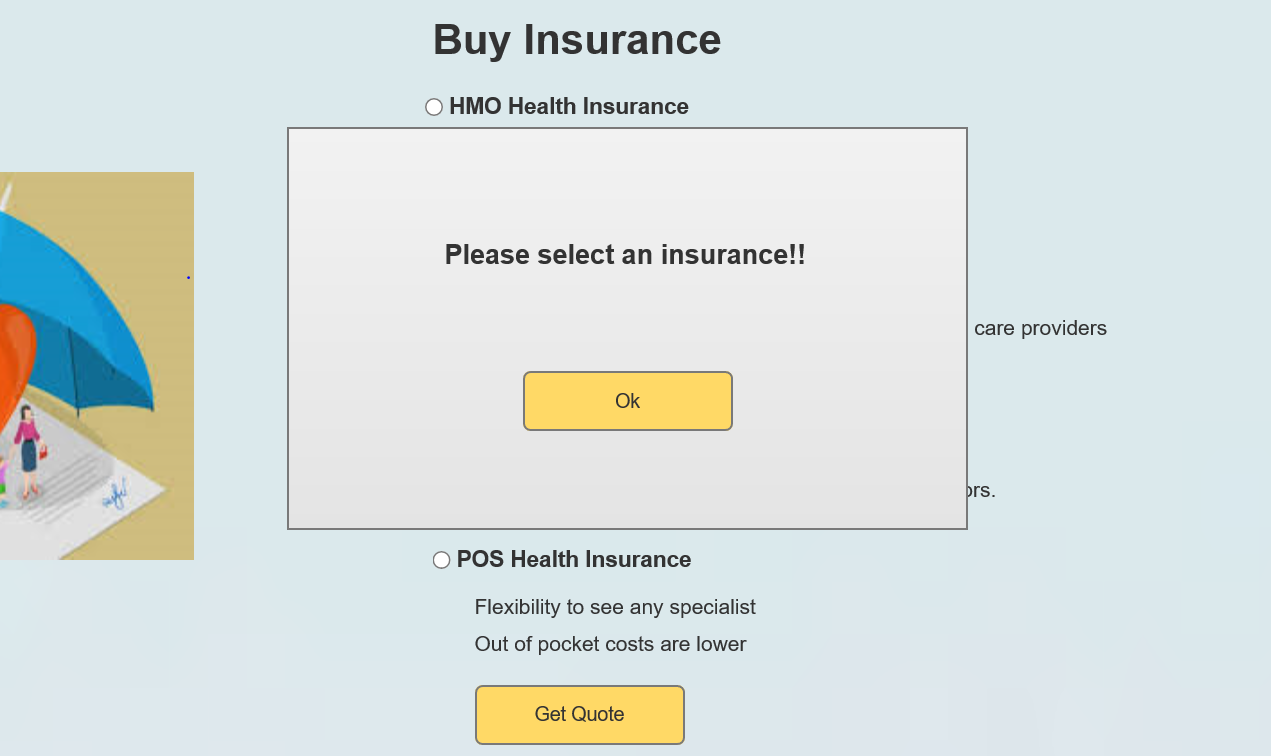 Buy Insurance
HMO Health Insurance
Please select an insurance!!
care providers
Ok
ors.
POS Health Insurance
Flexibility to see any specialist
Out of pocket costs are lower
Get Quote